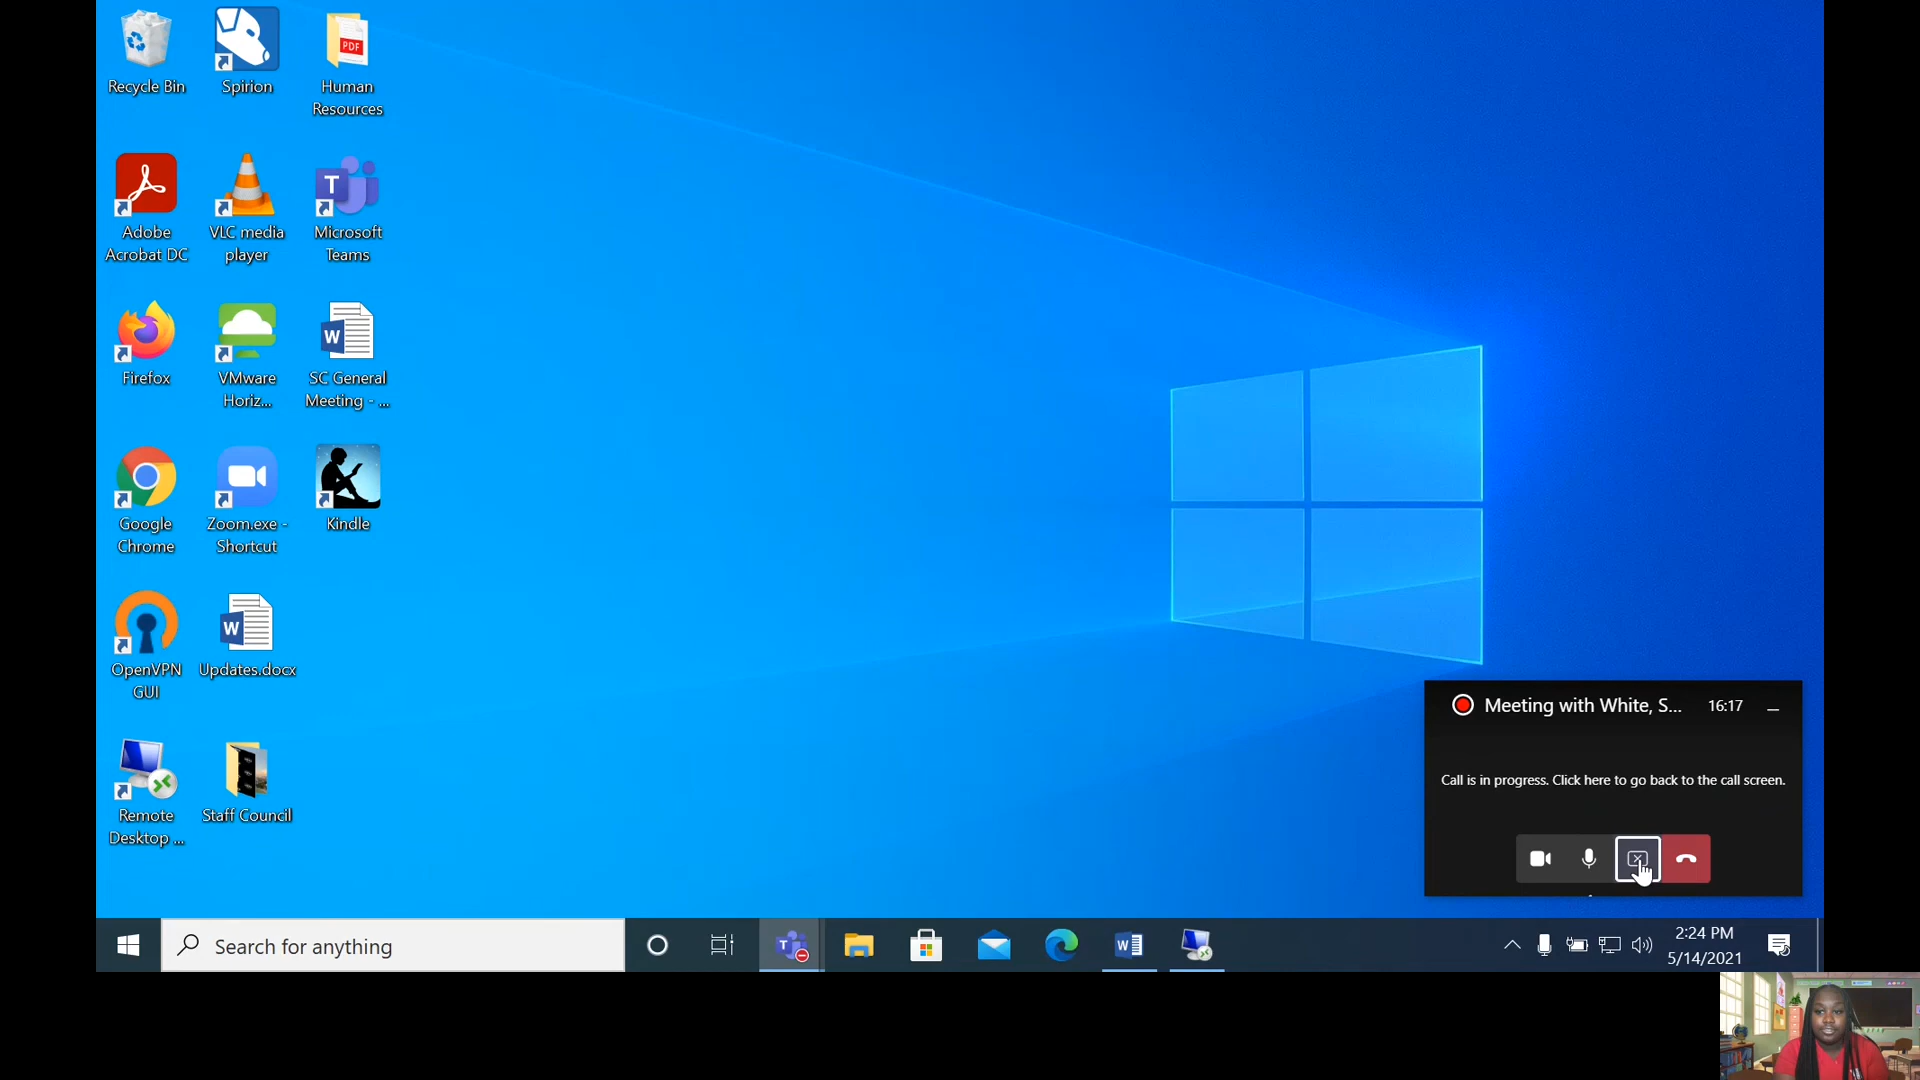 Recycle Bin
Spirion
PDF
Human
Resources
Adobe
Acrobat DC
VLC media
player
T
Microsoft
Teams
Firefox
VMware
Horiz...
W
SC General
Meeting - ...
Google
Chrome
Zoom.exe -
Shortcut
Kindle
OpenVPN
GUI
W
Updates.docx
Remote
Desktop ...
Staff Council
Meeting with White, S... 16:17
Call is in progress. Click here to go back to the call screen.
Search for anything
T
W
2:24 PM
5/14/2021